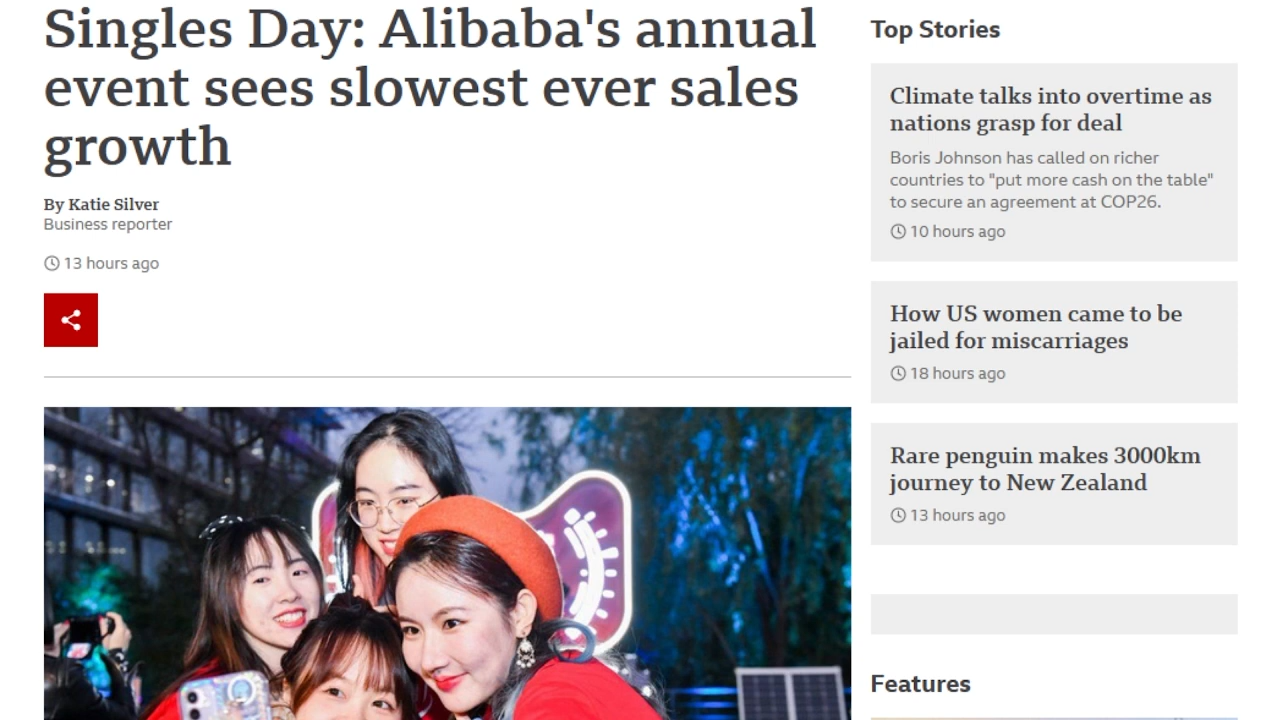 Singles Day: Alibaba's annual
event sees slowest ever sales
growth
By Katie Silver
Business reporter
13 hours ago
Top Stories
Climate talks into overtime as
nations grasp for deal
Boris Johnson has called on richer
countries to "put more cash on the table"
to secure an agreement at COP26.
10 hours ago
How US women came to be
jailed for miscarriages
18 hours ago
Rare penguin makes 3000km
journey to New Zealand
13 hours ago
Features